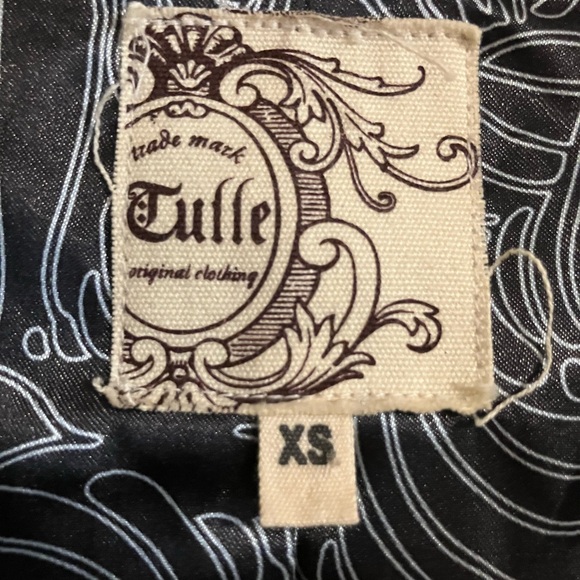 trade mark
Tulle
original clothing
XS